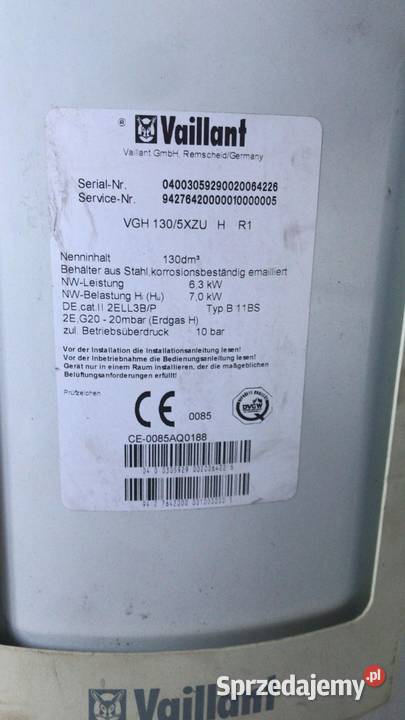 ® Vaillant
Vaillant GmbH, Remscheid/Germany
Serial-Nr. 04003059290020064226
Service-Nr. 94276420000010000005
VGH 130/5XZU H R1
Nenninhalt 130dm³
Behälter aus Stahl, korrosionsbeständig emailliert
NW-Leistung 6,3 kW
NW-Belastung Hi (Hu) 7,0 kW
DE, cat.II 2ELL3B/P Typ B 11BS
2E, G20 - 20mbar (Erdgas H)
zul. Betriebsüberdruck 10 bar
Vor der Installation die Installationsanleitung lesen!
Vor der Inbetriebnahme die Bedienungsanleitung lesen!
Gerät nur in einem Raum installieren, der die maßgeblichen
Belüftungsanforderungen erfüllt!
Prüfzeichen
CE 0085
DVGW
CE-0085AQ0188
Vaillant
Sprzedajemy.pl